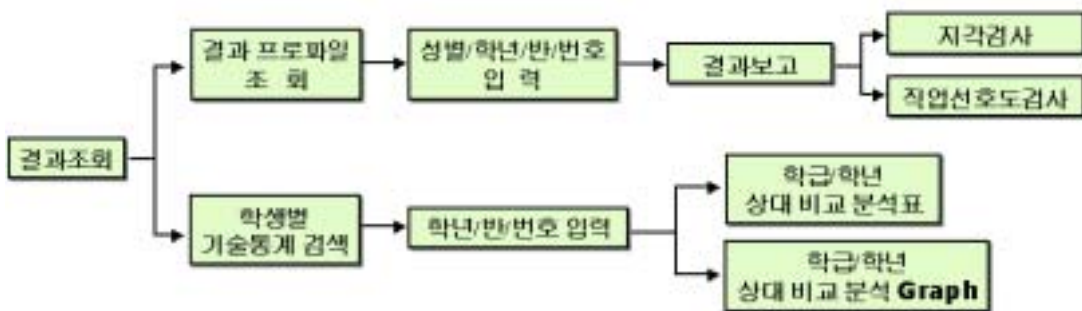 결과조회
결과 프로파일
조 회
성별/학년/반/번호
입 력
결과보고
지각검사
직업선호도검사
학생별
기술통계 검색
학년/반/번호 입력
학급/학년
상대 비교 분석표
학급/학년
상대 비교 분석 Graph